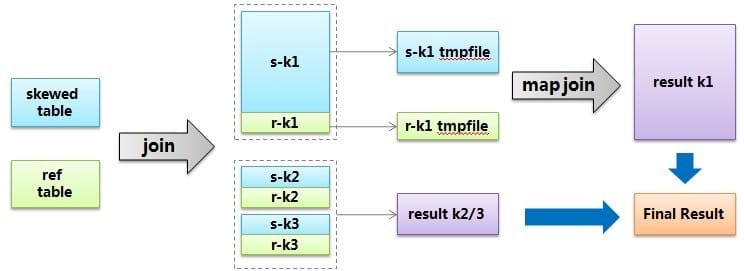 skewed
table
ref
table
join
s-k1
r-k1
s-k2
r-k2
s-k3
r-k3
s-k1 tmpfile
r-k1 tmpfile
result k2/3
map join
result k1
Final Result